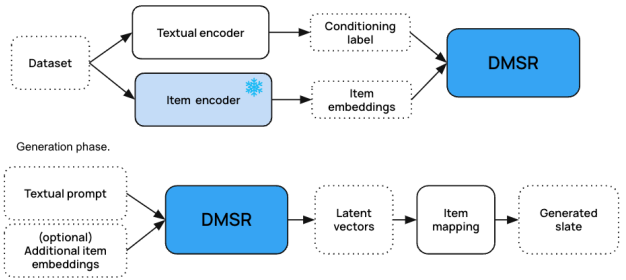 Dataset
Textual encoder
Conditioning
label
DMSR
Item encoder
Item
embeddings
Generation phase.
Textual prompt
(optional)
Additional item
embeddings
DMSR
Latent
vectors
Item
mapping
Generated
slate